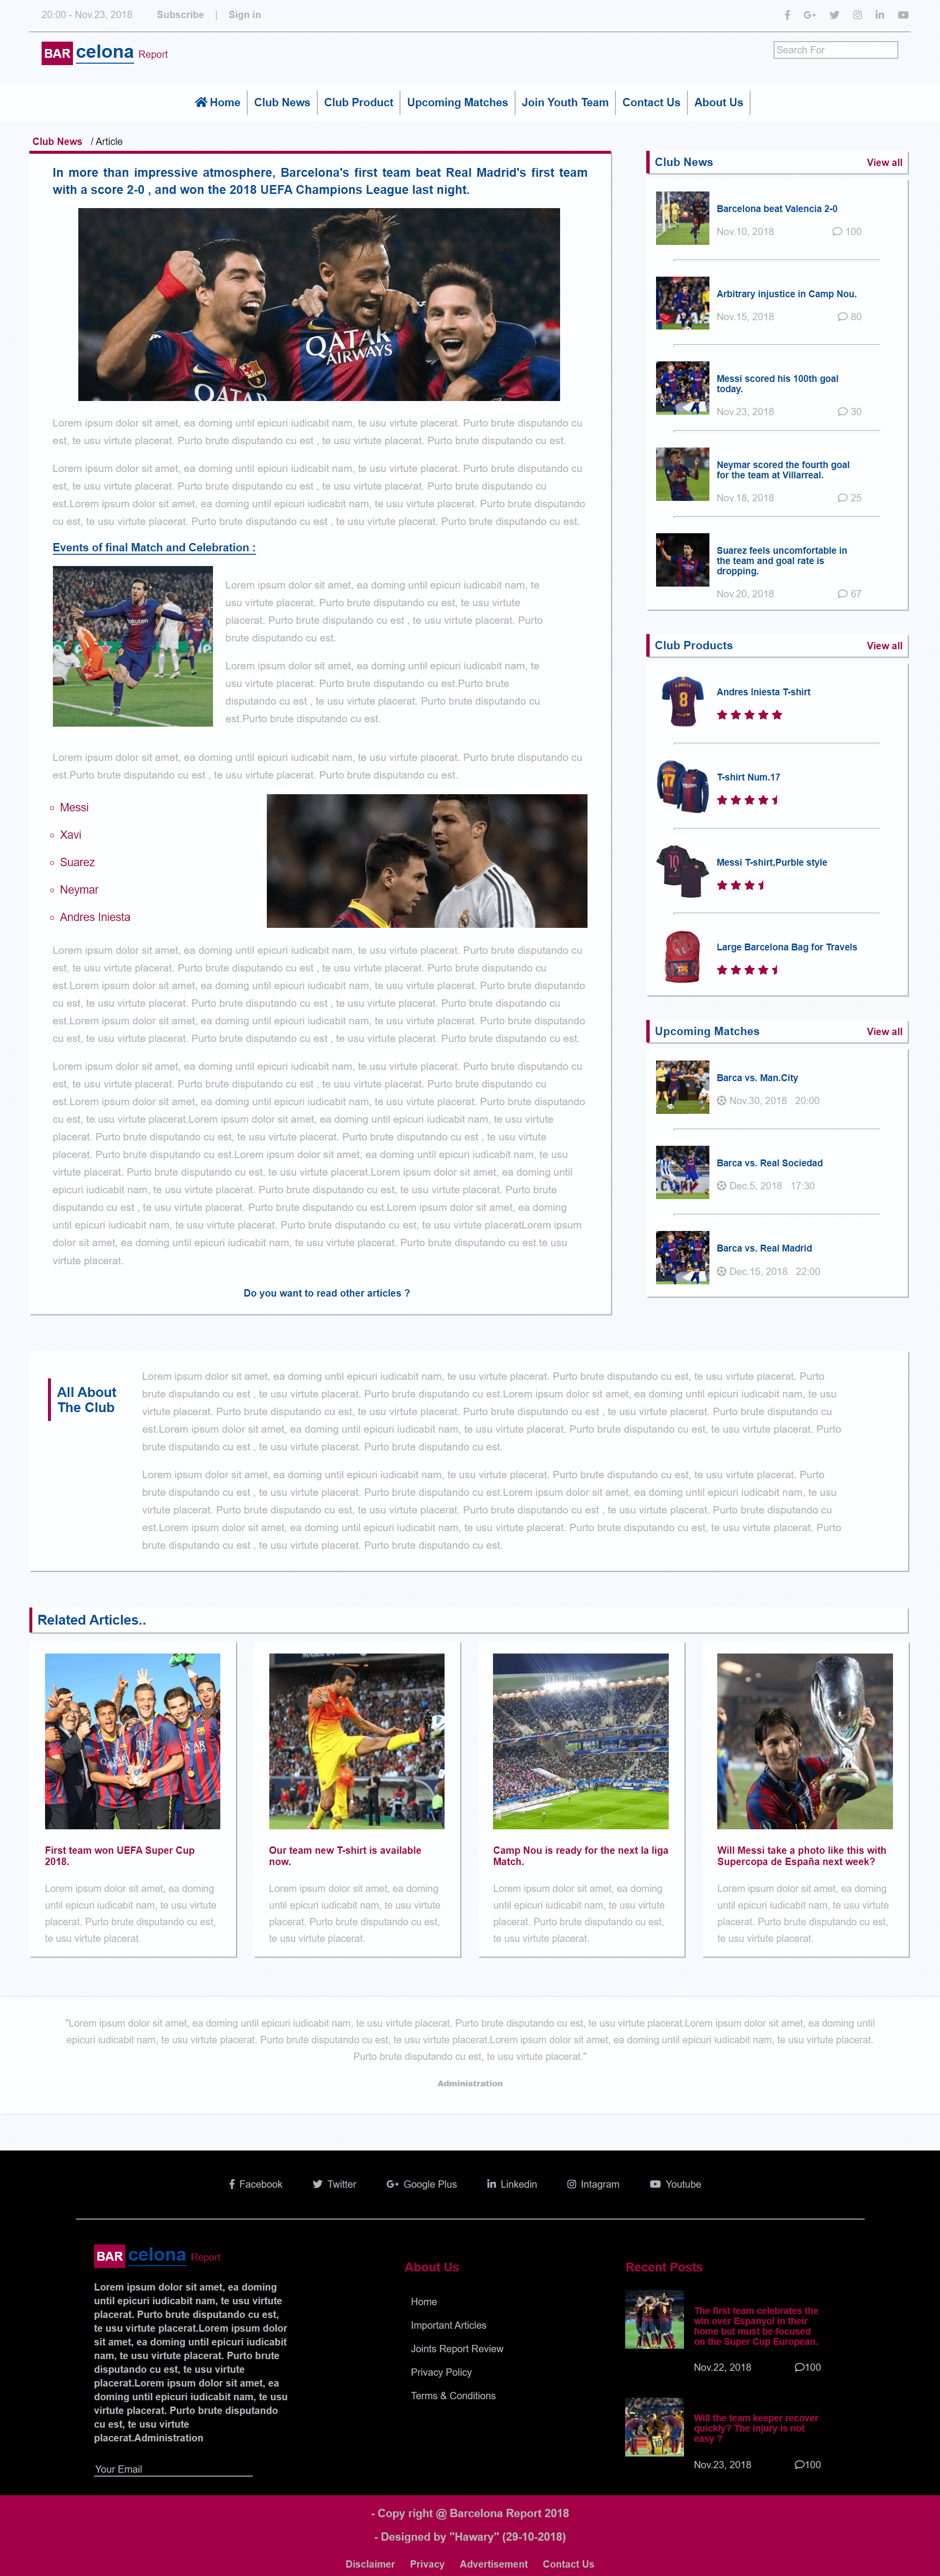 20:00 - Nov.23, 2018 Subscribe | Sign in
BAR celona Report
Search For
Home Club News Club Product Upcoming Matches Join Youth Team Contact Us About Us
Club News / Article
In more than impressive atmosphere, Barcelona's first team beat Real Madrid's first team
with a score 2-0 , and won the 2018 UEFA Champions League last night.
QATAR
AIRWAYS
Lorem ipsum dolor sit amet, ea doming until epicuri iudicabit nam, te usu virtute placerat. Purto brute disputando cu
est, te usu virtute placerat. Purto brute disputando cu est , te usu virtute placerat. Purto brute disputando cu est.
Lorem ipsum dolor sit amet, ea doming until epicuri iudicabit nam, te usu virtute placerat. Purto brute disputando cu
est, te usu virtute placerat. Purto brute disputando cu est , te usu virtute placerat. Purto brute disputando cu
est.Lorem ipsum dolor sit amet, ea doming until epicuri iudicabit nam, te usu virtute placerat. Purto brute disputando
cu est, te usu virtute placerat. Purto brute disputando cu est , te usu virtute placerat. Purto brute disputando cu est.
Events of final Match and Celebration :
Lorem ipsum dolor sit amet, ea doming until epicuri iudicabit nam, te
usu virtute placerat. Purto brute disputando cu est, te usu virtute
placerat. Purto brute disputando cu est , te usu virtute placerat. Purto
brute disputando cu est.
Lorem ipsum dolor sit amet, ea doming until epicuri iudicabit nam, te
usu virtute placerat. Purto brute disputando cu est.Purto brute
disputando cu est , te usu virtute placerat. Purto brute disputando cu
est.Purto brute disputando cu est.
Lorem ipsum dolor sit amet, ea doming until epicuri iudicabit nam, te usu virtute placerat. Purto brute disputando cu
est.Purto brute disputando cu est , te usu virtute placerat. Purto brute disputando cu est.
Messi
Xavi
Suarez
Neymar
Andres Iniesta
Lorem ipsum dolor sit amet, ea doming until epicuri iudicabit nam, te usu virtute placerat. Purto brute disputando cu
est, te usu virtute placerat. Purto brute disputando cu est , te usu virtute placerat. Purto brute disputando cu
est.Lorem ipsum dolor sit amet, ea doming until epicuri iudicabit nam, te usu virtute placerat. Purto brute disputando
cu est, te usu virtute placerat. Purto brute disputando cu est , te usu virtute placerat. Purto brute disputando cu
est.Lorem ipsum dolor sit amet, ea doming until epicuri iudicabit nam, te usu virtute placerat. Purto brute disputando
cu est, te usu virtute placerat. Purto brute disputando cu est , te usu virtute placerat. Purto brute disputando cu est.
Lorem ipsum dolor sit amet, ea doming until epicuri iudicabit nam, te usu virtute placerat. Purto brute disputando cu
est, te usu virtute placerat. Purto brute disputando cu est , te usu virtute placerat. Purto brute disputando cu
est.Lorem ipsum dolor sit amet, ea doming until epicuri iudicabit nam, te usu virtute placerat. Purto brute disputando
cu est, te usu virtute placerat.Lorem ipsum dolor sit amet, ea doming until epicuri iudicabit nam, te usu virtute
placerat. Purto brute disputando cu est, te usu virtute placerat. Purto brute disputando cu est , te usu virtute
placerat. Purto brute disputando cu est.Lorem ipsum dolor sit amet, ea doming until epicuri iudicabit nam, te usu
virtute placerat. Purto brute disputando cu est, te usu virtute placerat.Lorem ipsum dolor sit amet, ea doming until
epicuri iudicabit nam, te usu virtute placerat. Purto brute disputando cu est, te usu virtute placerat. Purto brute
disputando cu est , te usu virtute placerat. Purto brute disputando cu est.Lorem ipsum dolor sit amet, ea doming
until epicuri iudicabit nam, te usu virtute placerat. Purto brute disputando cu est, te usu virtute placeratLorem ipsum
dolor sit amet, ea doming until epicuri iudicabit nam, te usu virtute placerat. Purto brute disputando cu est.te usu
virtute placerat.
Do you want to read other articles ?
Club News View all
Barcelona beat Valencia 2-0
Nov.10, 2018 100
Arbitrary injustice in Camp Nou.
Nov.15, 2018 80
Messi scored his 100th goal
today.
Nov.23, 2018 30
Neymar scored the fourth goal
for the team at Villarreal.
Nov.18, 2018 25
Suarez feels uncomfortable in
the team and goal rate is
dropping.
Nov.20, 2018 67
Club Products View all
Andres Iniesta T-shirt
T-shirt Num.17
Messi T-shirt,Purble style
Large Barcelona Bag for Travels
Upcoming Matches View all
Barca vs. Man.City
Nov.30, 2018 20:00
Barca vs. Real Sociedad
Dec.5, 2018 17:30
Barca vs. Real Madrid
Dec.15, 2018 22:00
All About
The Club
Lorem ipsum dolor sit amet, ea doming until epicuri iudicabit nam, te usu virtute placerat. Purto brute disputando cu est, te usu virtute placerat. Purto
brute disputando cu est , te usu virtute placerat. Purto brute disputando cu est.Lorem ipsum dolor sit amet, ea doming until epicuri iudicabit nam, te usu
virtute placerat. Purto brute disputando cu est, te usu virtute placerat. Purto brute disputando cu est , te usu virtute placerat. Purto brute disputando cu
est.Lorem ipsum dolor sit amet, ea doming until epicuri iudicabit nam, te usu virtute placerat. Purto brute disputando cu est, te usu virtute placerat. Purto
brute disputando cu est , te usu virtute placerat. Purto brute disputando cu est.
Lorem ipsum dolor sit amet, ea doming until epicuri iudicabit nam, te usu virtute placerat. Purto brute disputando cu est, te usu virtute placerat. Purto
brute disputando cu est , te usu virtute placerat. Purto brute disputando cu est.Lorem ipsum dolor sit amet, ea doming until epicuri iudicabit nam, te usu
virtute placerat. Purto brute disputando cu est, te usu virtute placerat. Purto brute disputando cu est , te usu virtute placerat. Purto brute disputando cu
est.Lorem ipsum dolor sit amet, ea doming until epicuri iudicabit nam, te usu virtute placerat. Purto brute disputando cu est, te usu virtute placerat. Purto
brute disputando cu est , te usu virtute placerat. Purto brute disputando cu est.
Related Articles..
First team won UEFA Super Cup
2018.
Lorem ipsum dolor sit amet, ea doming
until epicuri iudicabit nam, te usu virtute
placerat. Purto brute disputando cu est,
te usu virtute placerat.
Our team new T-shirt is available
now.
Lorem ipsum dolor sit amet, ea doming
until epicuri iudicabit nam, te usu virtute
placerat. Purto brute disputando cu est,
te usu virtute placerat.
Camp Nou is ready for the next la liga
Match.
Lorem ipsum dolor sit amet, ea doming
until epicuri iudicabit nam, te usu virtute
placerat. Purto brute disputando cu est,
te usu virtute placerat.
Will Messi take a photo like this with
Supercopa de España next week?
Lorem ipsum dolor sit amet, ea doming
until epicuri iudicabit nam, te usu virtute
placerat. Purto brute disputando cu est,
te usu virtute placerat.
"Lorem ipsum dolor sit amet, ea doming until epicuri iudicabit nam, te usu virtute placerat. Purto brute disputando cu est, te usu virtute placerat.Lorem ipsum dolor sit amet, ea doming until
epicuri iudicabit nam, te usu virtute placerat. Purto brute disputando cu est, te usu virtute placerat.Lorem ipsum dolor sit amet, ea doming until epicuri iudicabit nam, te usu virtute placerat.
Purto brute disputando cu est, te usu virtute placerat."
Administration
Facebook Twitter Google Plus Linkedin Intagram Youtube
BAR celona Report
Lorem ipsum dolor sit amet, ea doming
until epicuri iudicabit nam, te usu virtute
placerat. Purto brute disputando cu est,
te usu virtute placerat.Lorem ipsum dolor
sit amet, ea doming until epicuri iudicabit
nam, te usu virtute placerat. Purto brute
disputando cu est, te usu virtute
placerat.Lorem ipsum dolor sit amet, ea
doming until epicuri iudicabit nam, te usu
virtute placerat. Purto brute disputando
cu est, te usu virtute
placerat.Administration
Your Email
About Us
Home
Important Articles
Joints Report Review
Privacy Policy
Terms & Conditions
Recent Posts
The first team celebrates the
win over Espanyol in their
home but must be focused
on the Super Cup European.
Nov.22, 2018 100
Will the team keeper recover
quickly? The injury is not
easy ?
Nov.23, 2018 100
- Copy right @ Barcelona Report 2018
- Designed by "Hawary" (29-10-2018)
Disclaimer Privacy Advertisement Contact Us